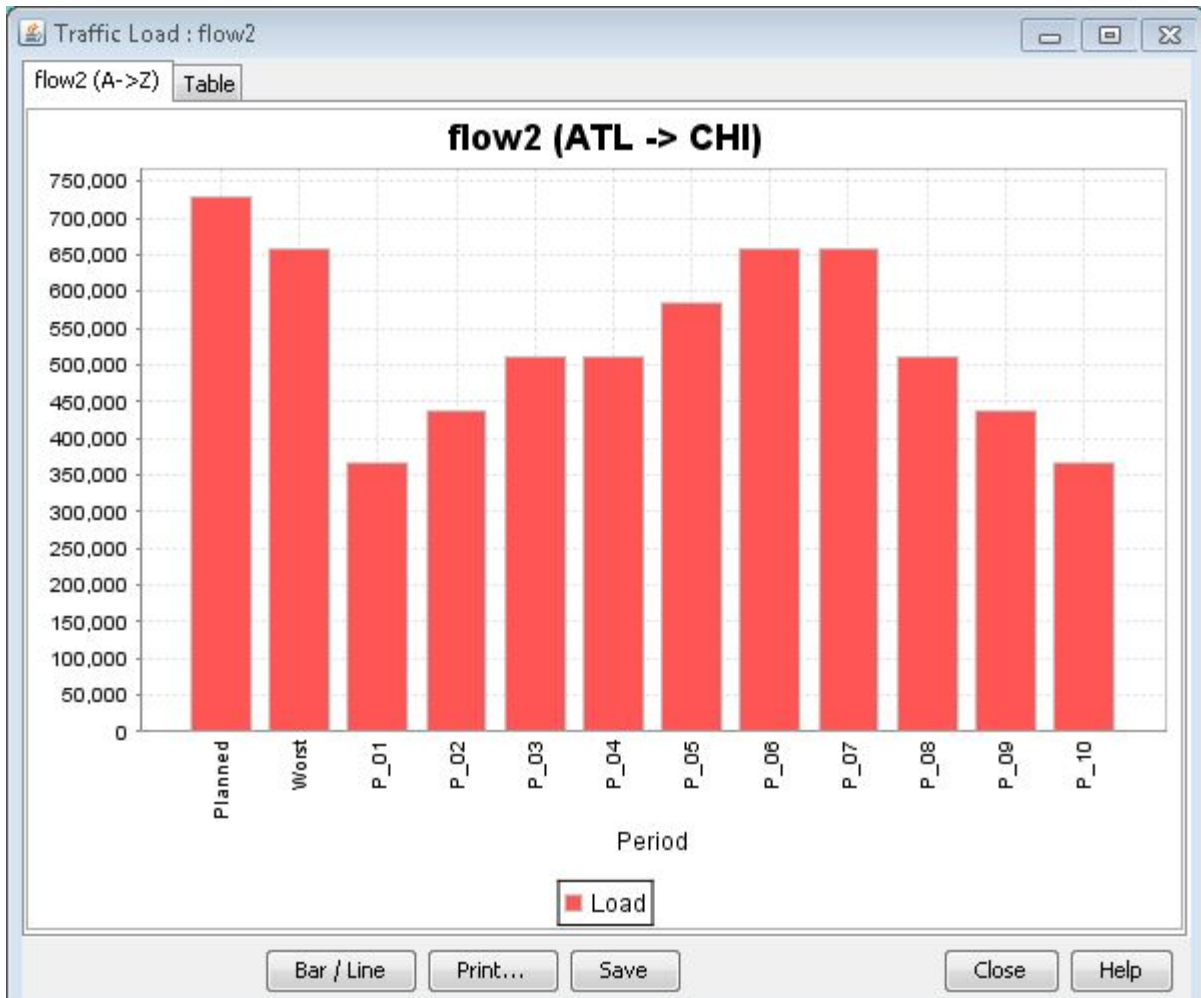 Traffic Load : flow2
flow2 (A->Z) Table
flow2 (ATL -> CHI)
750,000
700,000
650,000
600,000
550,000
500,000
450,000
400,000
350,000
300,000
250,000
200,000
150,000
100,000
50,000
0
Planned Worst P_01 P_02 P_03 P_04 P_05 P_06 P_07 P_08 P_09 P_10
Period
Load
Bar / Line Print... Save Close Help